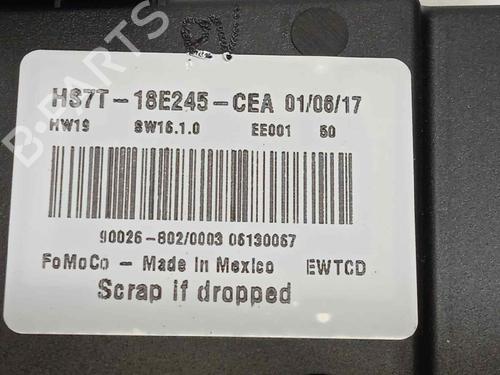 HS7T-18E245-CEA 01/06/17
HW19 SW16.1.0 EE001 50
90026-802/0003 06130067
FoMoCo - Made in Mexico EWTCD
Scrap if dropped